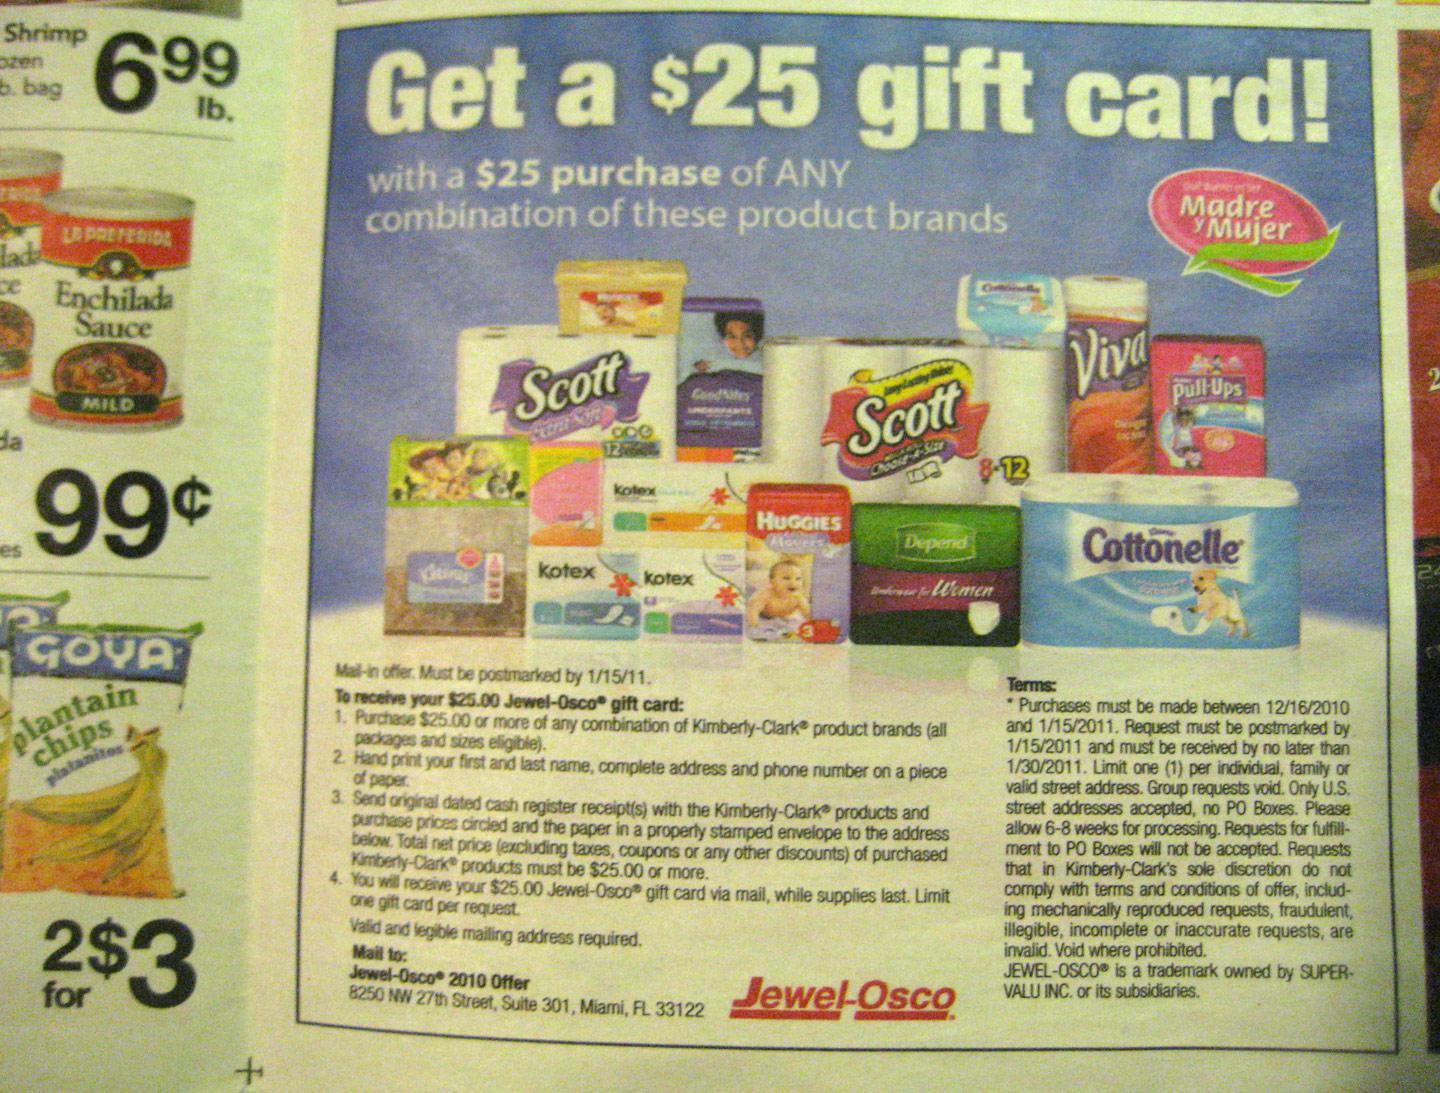 Shrimp
6.99
lb.
b. bag
LA PREFERIDA
Enchilada
Sauce
MILD
99¢
GOYA
plantain
chips
platanitos
2 for $3
Get a $25 gift card!
with a $25 purchase of ANY
combination of these product brands
Madre
y Mujer
HUGGIES
Scott
Extra Soft
GoodNites
UNDERPANTS
Cottonelle
Long Lasting Rolls!
Scott
Choose-A-Size
8=12
Viva
Pull-Ups
kotex
kotex
kotex
HUGGIES
Movers
3
Depend
Underwear for Women
Cottonelle
Mail-in offer. Must be postmarked by 1/15/11.
To receive your $25.00 Jewel-Osco® gift card:
1. Purchase $25.00 or more of any combination of Kimberly-Clark® product brands (all
packages and sizes eligible).
2. Hand print your first and last name, complete address and phone number on a piece
of paper.
3. Send original dated cash register receipt(s) with the Kimberly-Clark® products and
purchase prices circled and the paper in a properly stamped envelope to the address
below. Total net price (excluding taxes, coupons or any other discounts) of purchased
Kimberly-Clark® products must be $25.00 or more.
4. You will receive your $25.00 Jewel-Osco® gift card via mail, while supplies last. Limit
one gift card per request.
Valid and legible mailing address required.
Mail to:
Jewel-Osco® 2010 Offer
8250 NW 27th Street, Suite 301, Miami, FL 33122
Jewel-Osco
Terms:
* Purchases must be made between 12/16/2010
and 1/15/2011. Request must be postmarked by
1/15/2011 and must be received by no later than
1/30/2011. Limit one (1) per individual, family or
valid street address. Group requests void. Only U.S.
street addresses accepted, no PO Boxes. Please
allow 6-8 weeks for processing. Requests for fulfill-
ment to PO Boxes will not be accepted. Requests
that in Kimberly-Clark's sole discretion do not
comply with terms and conditions of offer, includ-
ing mechanically reproduced requests, fraudulent,
illegible, incomplete or inaccurate requests, are
invalid. Void where prohibited.
JEWEL-OSCO® is a trademark owned by SUPER-
VALU INC. or its subsidiaries.